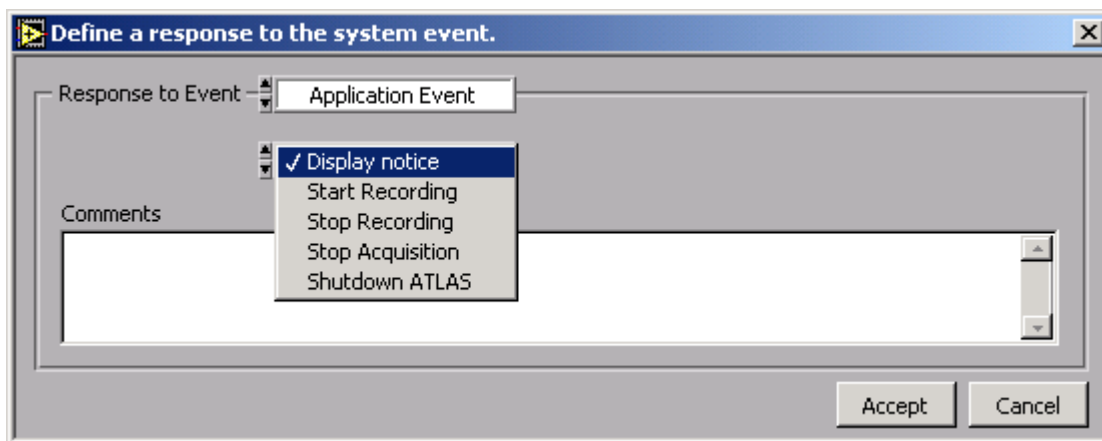 Define a response to the system event.
Response to Event
Application Event
✓ Display notice
Start Recording
Stop Recording
Stop Acquisition
Shutdown ATLAS
Comments
Accept
Cancel